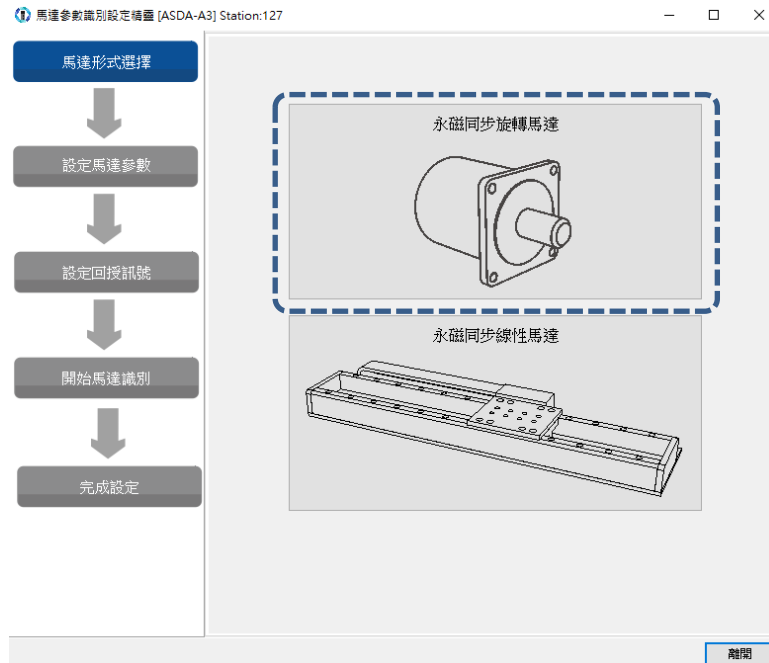 馬達參數識別設定精靈 [ASDA-A3] Station:127
馬達形式選擇
設定馬達參數
設定回授訊號
開始馬達識別
完成設定
永磁同步旋轉馬達
永磁同步線性馬達
離開